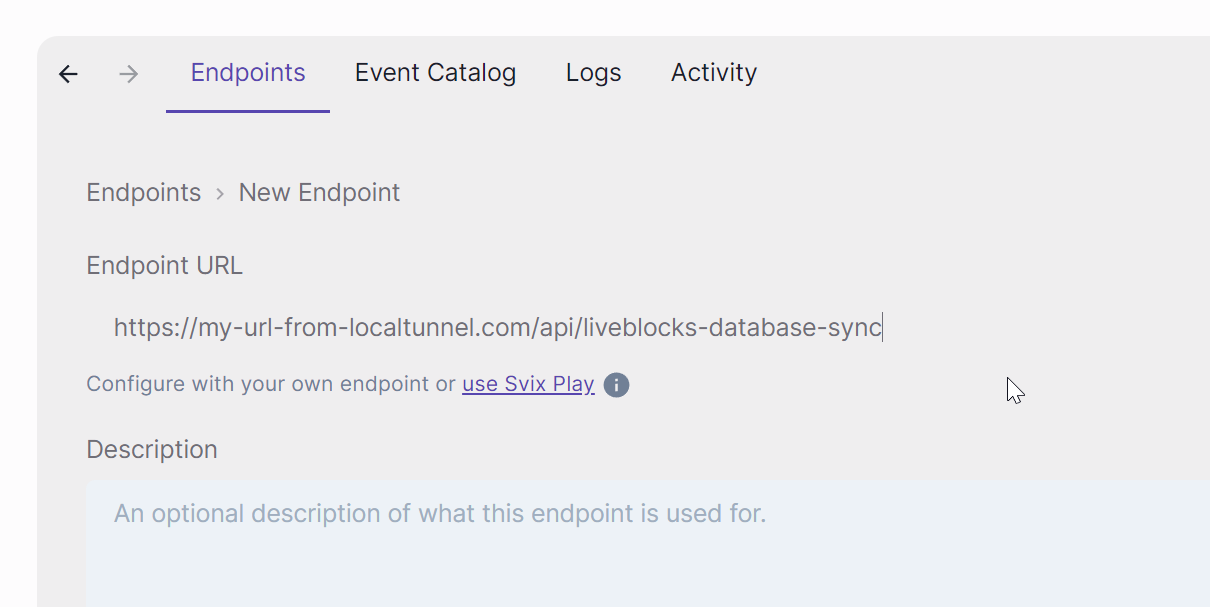 Endpoints Event Catalog Logs Activity
Endpoints › New Endpoint
Endpoint URL
https://my-url-from-localtunnel.com/api/liveblocks-database-sync
Configure with your own endpoint or use Svix Play
Description
An optional description of what this endpoint is used for.